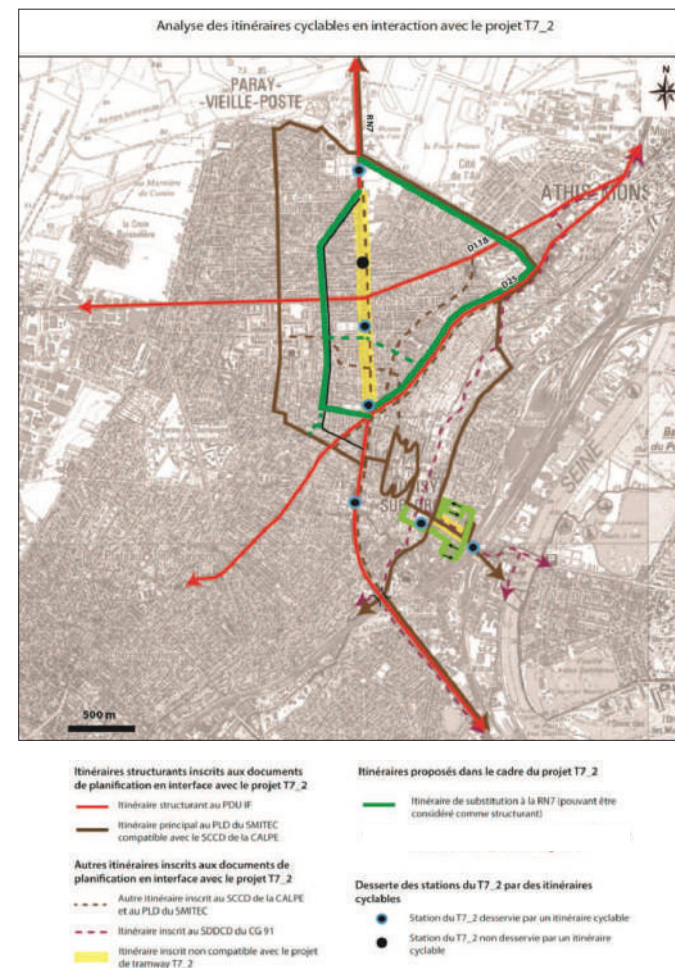 Analyse des itinéraires cyclables en interaction avec le projet T7_2
PARAY-
-VIEILLE-POSTE
RN7
N
ATHIS-MONS
D118
D25
SEINE
500 m
Itinéraires structurants inscrits aux documents
de planification en interface avec le projet T7_2
Itinéraire structurant au PDU IF
Itinéraire principal au PLD du SMITEC
compatible avec le SCCD de la CALPE
Autres itinéraires inscrits aux documents de
planification en interface avec le projet T7_2
Autre itinéraire inscrit au SCCD de la CALPE
et au PLD du SMITEC
Itinéraire inscrit au SDDCD du CG 91
Itinéraire inscrit non compatible avec le projet
de tramway T7_2
Itinéraires proposés dans le cadre du projet T7_2
Itinéraire de substitution à la RN7 (pouvant être
considéré comme structurant)
Desserte des stations du T7_2 par des itinéraires
cyclables
Station du T7_2 desservie par un itinéraire cyclable
Station du T7_2 non desservie par un itinéraire
cyclable